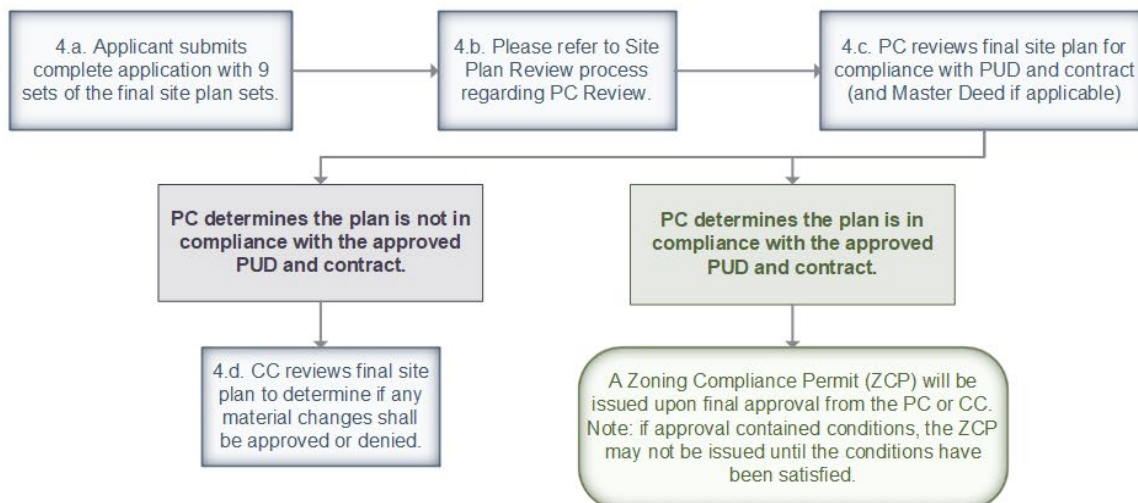 4.a. Applicant submits
complete application with 9
sets of the final site plan sets.
4.b. Please refer to Site
Plan Review process
regarding PC Review.
4.c. PC reviews final site plan for
compliance with PUD and contract
(and Master Deed if applicable)
PC determines the plan is not in
compliance with the approved
PUD and contract.
PC determines the plan is in
compliance with the approved
PUD and contract.
4.d. CC reviews final site
plan to determine if any
material changes shall
be approved or denied.
A Zoning Compliance Permit (ZCP) will be
issued upon final approval from the PC or CC.
Note: if approval contained conditions, the ZCP
may not be issued until the conditions have
been satisfied.